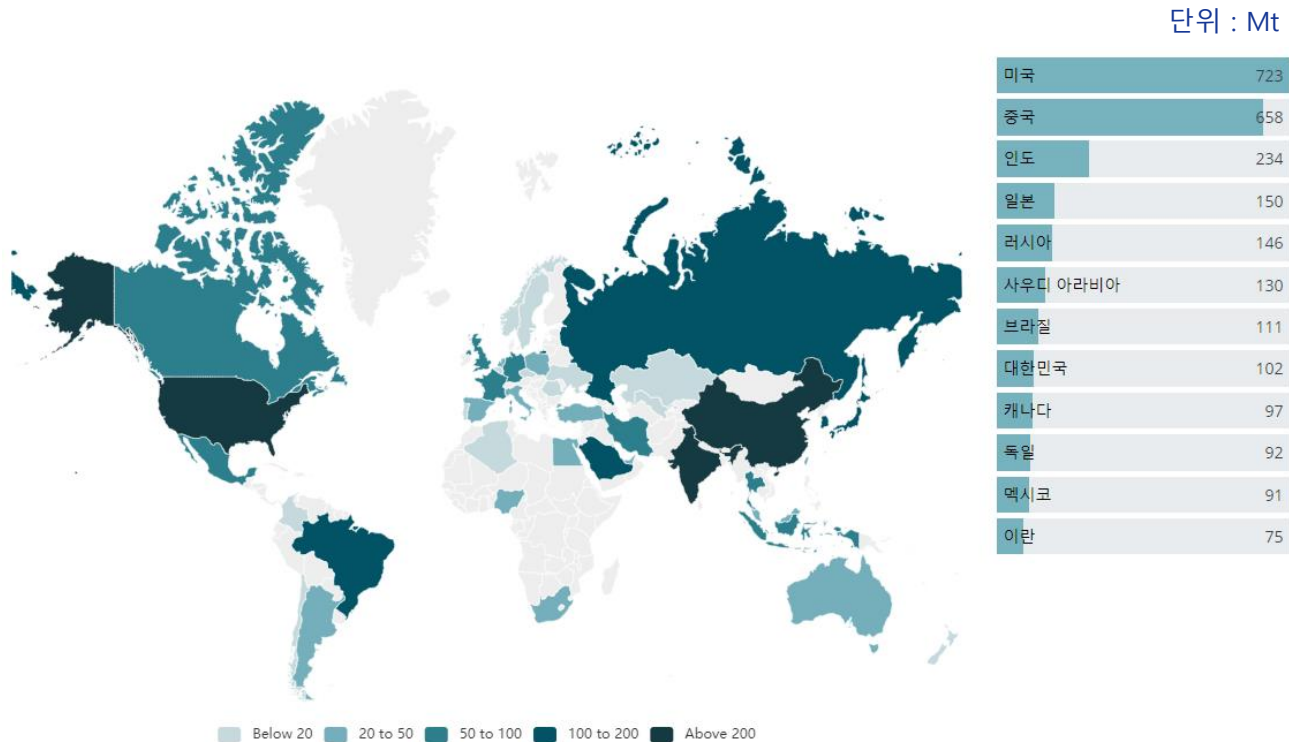 단위 : Mt
미국 723
중국 658
인도 234
일본 150
러시아 146
사우디 아라비아 130
브라질 111
대한민국 102
캐나다 97
독일 92
멕시코 91
이란 75
Below 20 20 to 50 50 to 100 100 to 200 Above 200